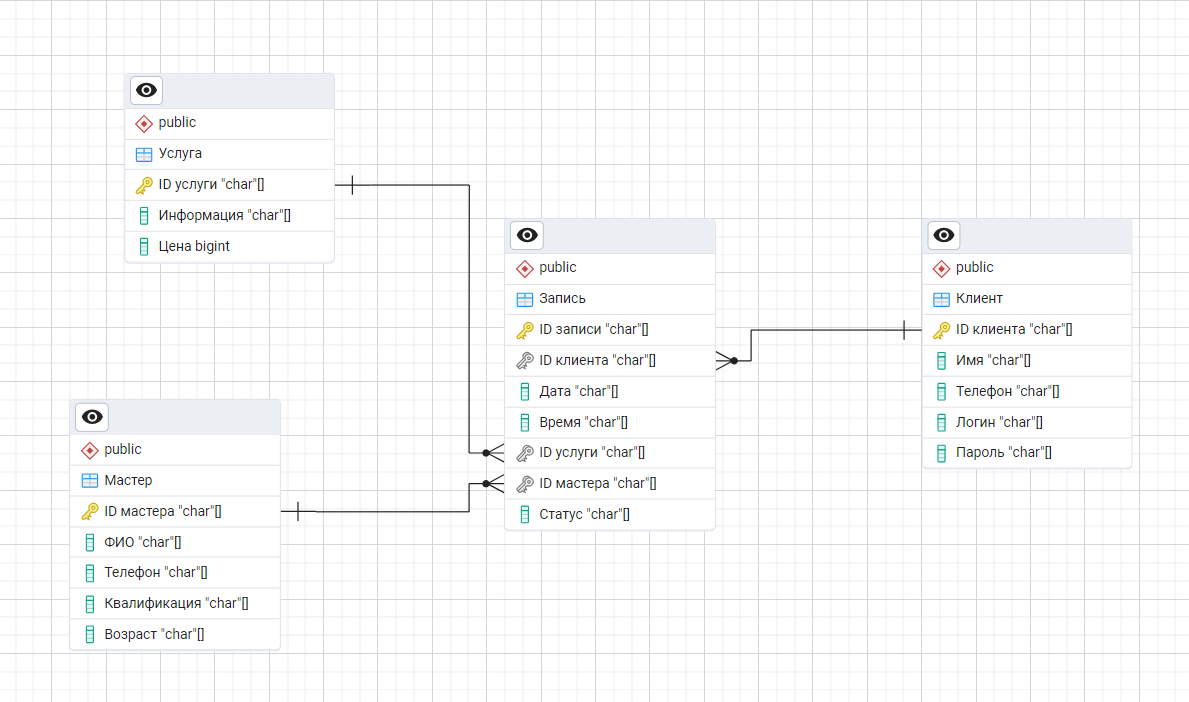 public
Услуга
ID услуги "char"[]
Информация "char"[]
Цена bigint
public
Мастер
ID мастера "char"[]
ФИО "char"[]
Телефон "char"[]
Квалификация "char"[]
Возраст "char"[]
public
Запись
ID записи "char"[]
ID клиента "char"[]
Дата "char"[]
Время "char"[]
ID услуги "char"[]
ID мастера "char"[]
Статус "char"[]
public
Клиент
ID клиента "char"[]
Имя "char"[]
Телефон "char"[]
Логин "char"[]
Пароль "char"[]